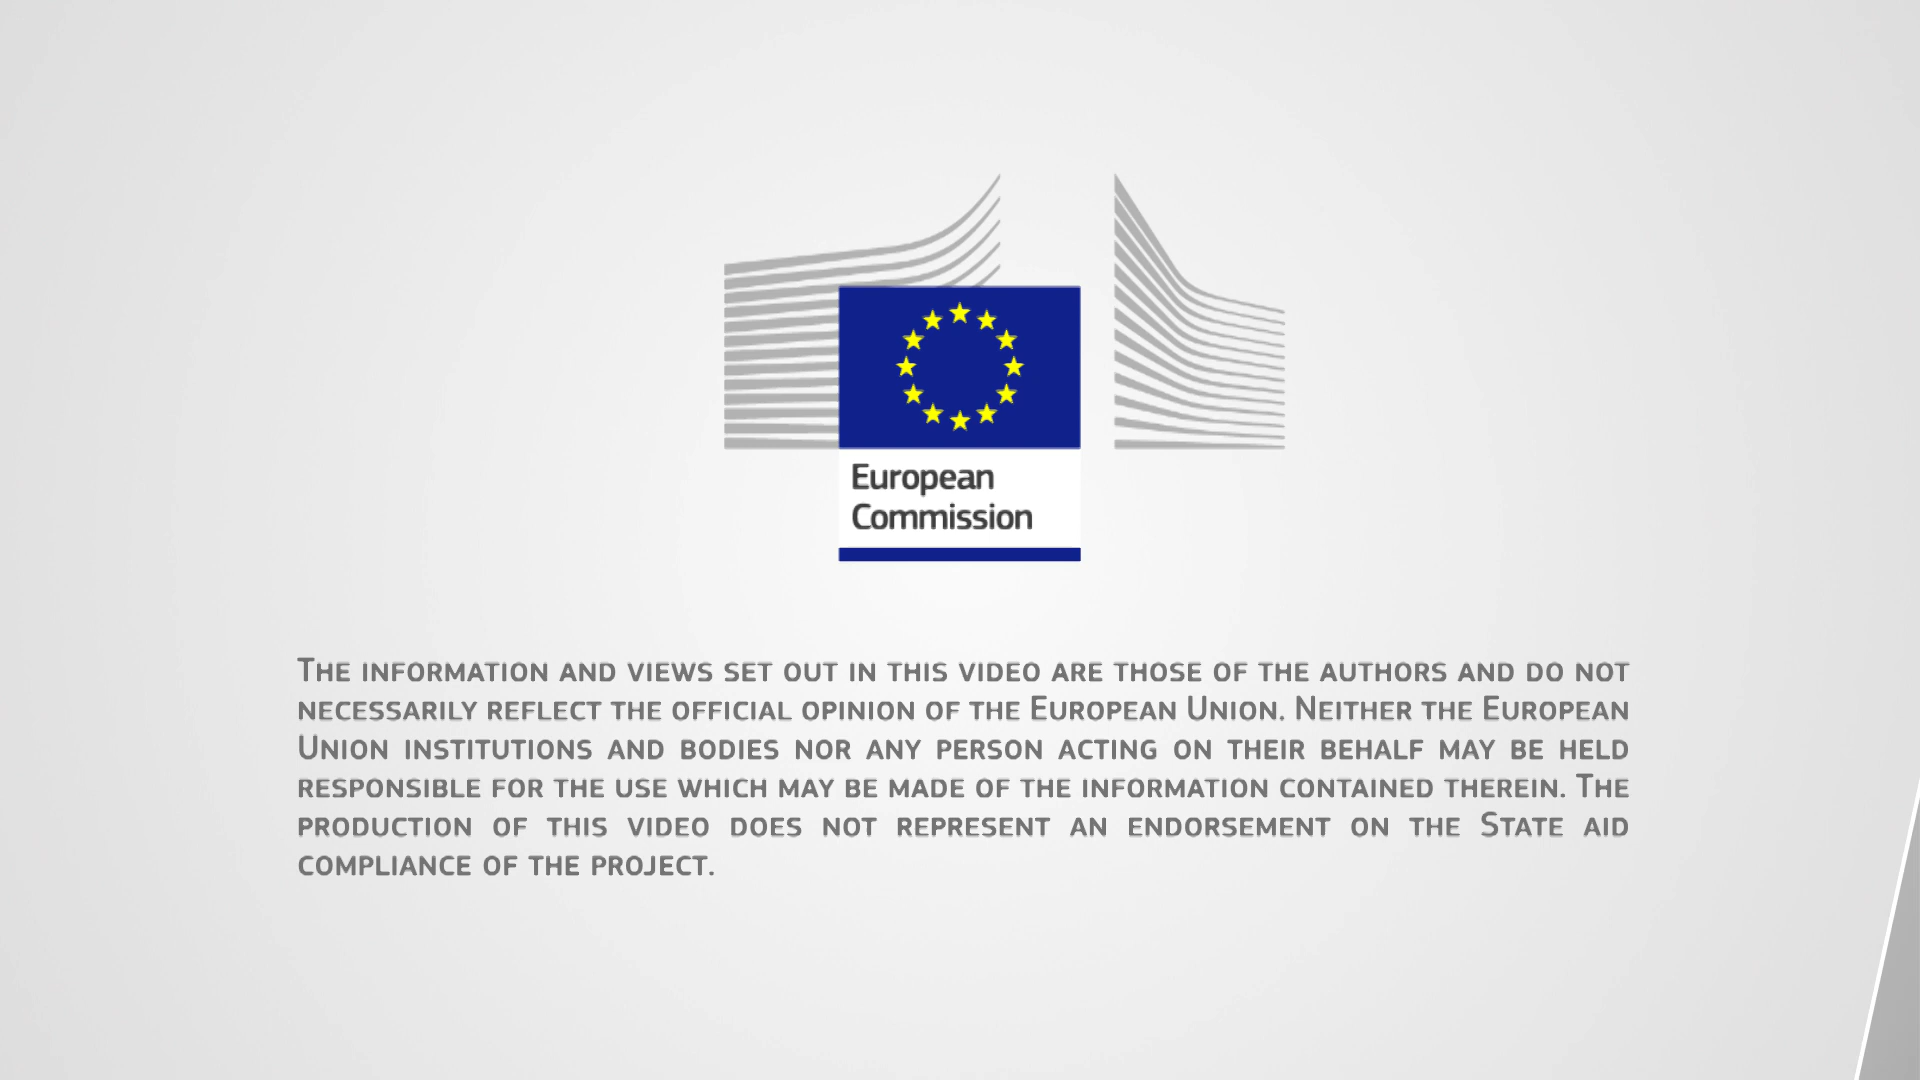 European
Commission
The information and views set out in this video are those of the authors and do not
necessarily reflect the official opinion of the European Union. Neither the European
Union institutions and bodies nor any person acting on their behalf may be held
responsible for the use which may be made of the information contained therein. The
production of this video does not represent an endorsement on the State aid
compliance of the project.